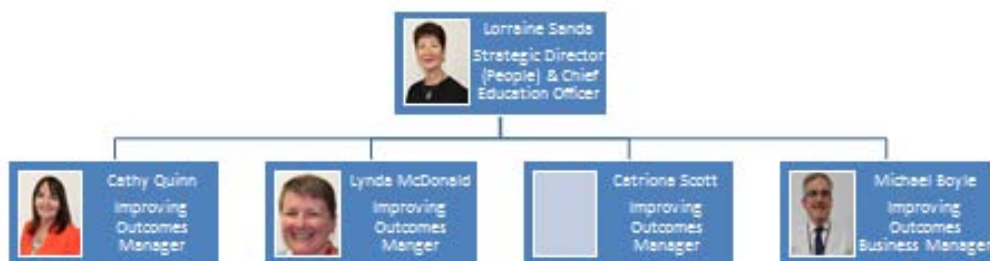 Lorraine Sanda
Strategic Director
(People) & Chief
Education Officer
Cathy Quinn
Improving
Outcomes
Manager
Lynda McDonald
Improving
Outcomes
Manger
Catriona Scott
Improving
Outcomes
Manager
Michael Boyle
Improving
Outcomes
Business Manager